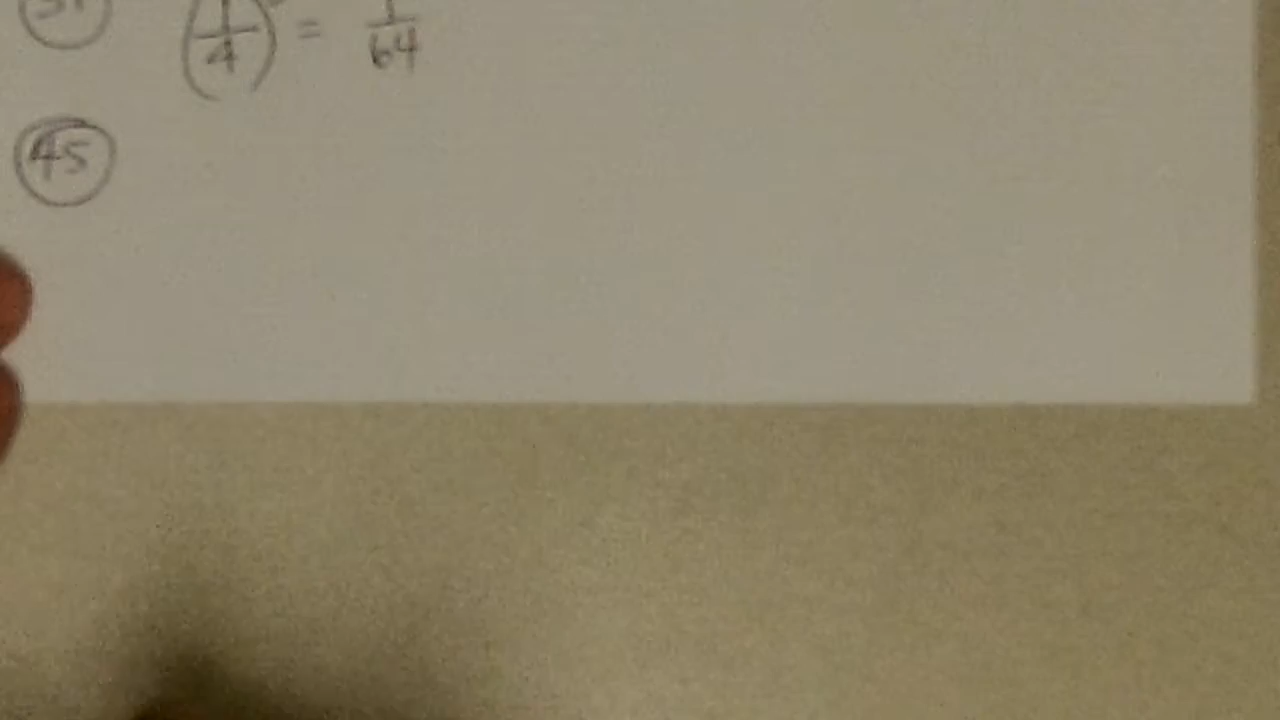 (1/4) = 1/64
45